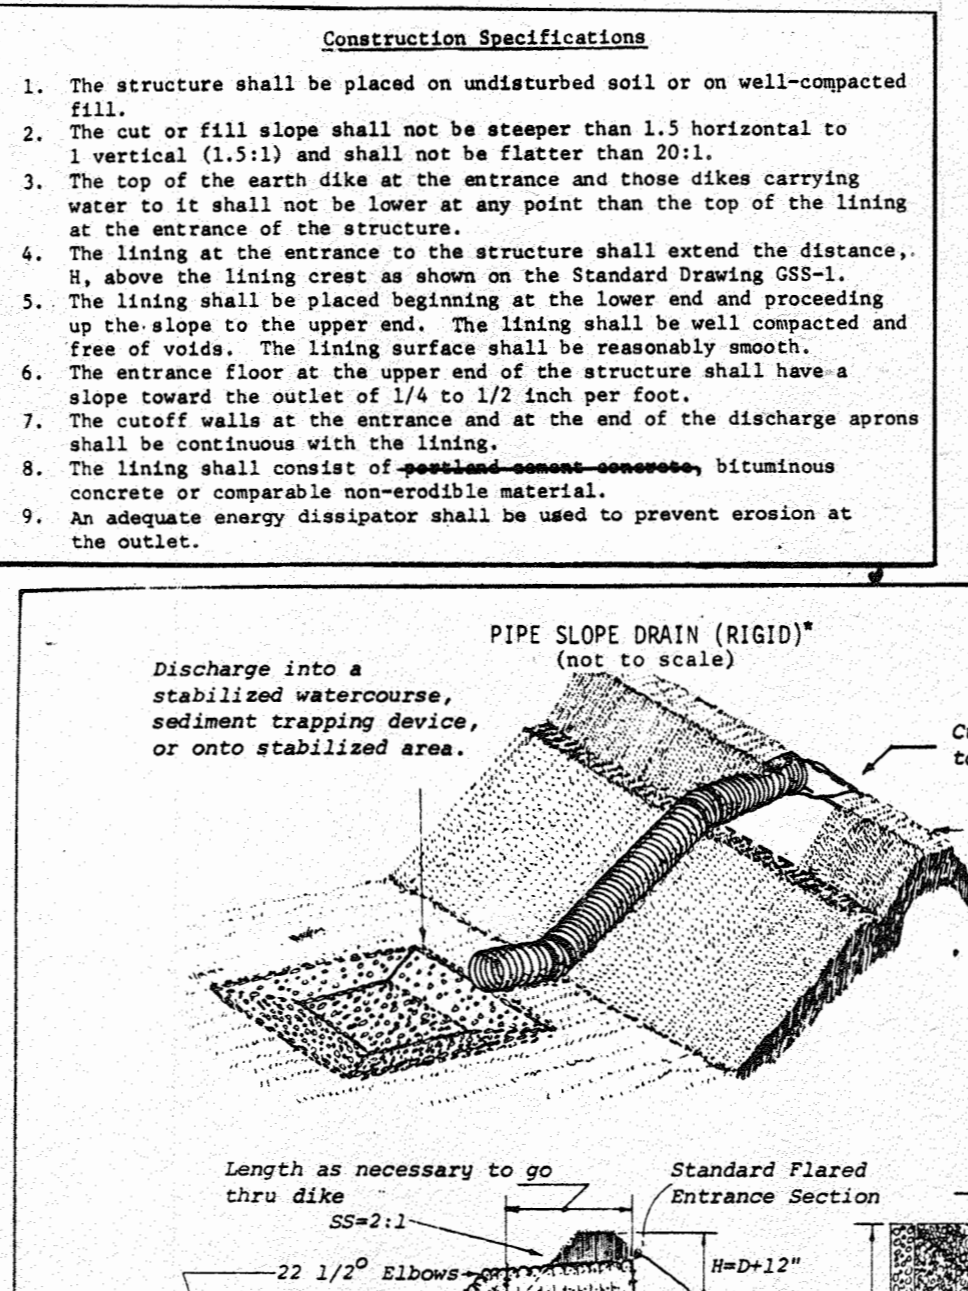 Construction Specifications
1. The structure shall be placed on undisturbed soil or on well-compacted
fill.
2. The cut or fill slope shall not be steeper than 1.5 horizontal to
1 vertical (1.5:1) and shall not be flatter than 20:1.
3. The top of the earth dike at the entrance and those dikes carrying
water to it shall not be lower at any point than the top of the lining
at the entrance of the structure.
4. The lining at the entrance to the structure shall extend the distance,
H, above the lining crest as shown on the Standard Drawing GSS-1.
5. The lining shall be placed beginning at the lower end and proceeding
up the slope to the upper end. The lining shall be well compacted and
free of voids. The lining surface shall be reasonably smooth.
6. The entrance floor at the upper end of the structure shall have a
slope toward the outlet of 1/4 to 1/2 inch per foot.
7. The cutoff walls at the entrance and at the end of the discharge aprons
shall be continuous with the lining.
8. The lining shall consist of portland cement concrete, bituminous
concrete or comparable non-erodible material.
9. An adequate energy dissipator shall be used to prevent erosion at
the outlet.
PIPE SLOPE DRAIN (RIGID)*
(not to scale)
Discharge into a
stabilized watercourse,
sediment trapping device,
or onto stabilized area.
Length as necessary to go
thru dike
SS=2:1
22 1/2° Elbows
Standard Flared
Entrance Section
H=D+12"